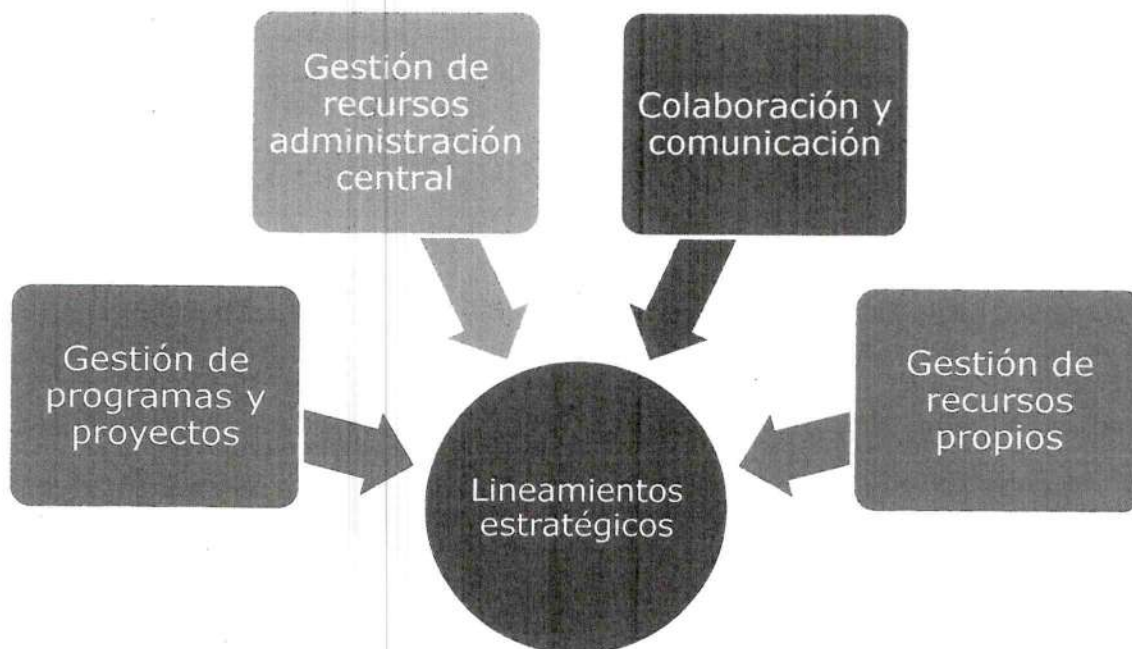 Gestión de
recursos
administración
central
Colaboración y
comunicación
Gestión de
programas y
proyectos
Gestión de
recursos
propios
Lineamientos
estratégicos